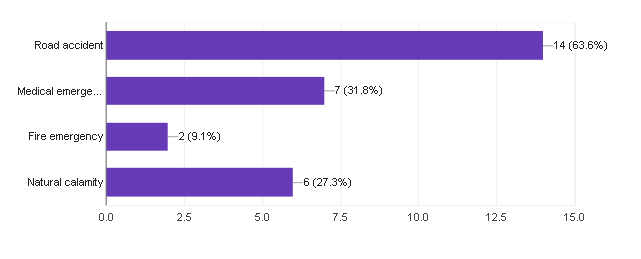 Road accident 14 (63.6%)
Medical emerge... 7 (31.8%)
Fire emergency 2 (9.1%)
Natural calamity 6 (27.3%)
0.0 2.5 5.0 7.5 10.0 12.5 15.0